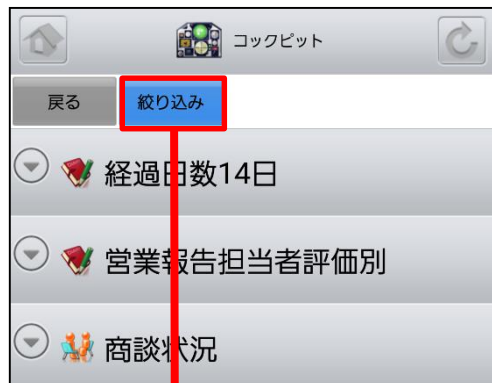 コックピット
戻る 絞り込み
経過日数14日
営業報告担当者評価別
商談状況